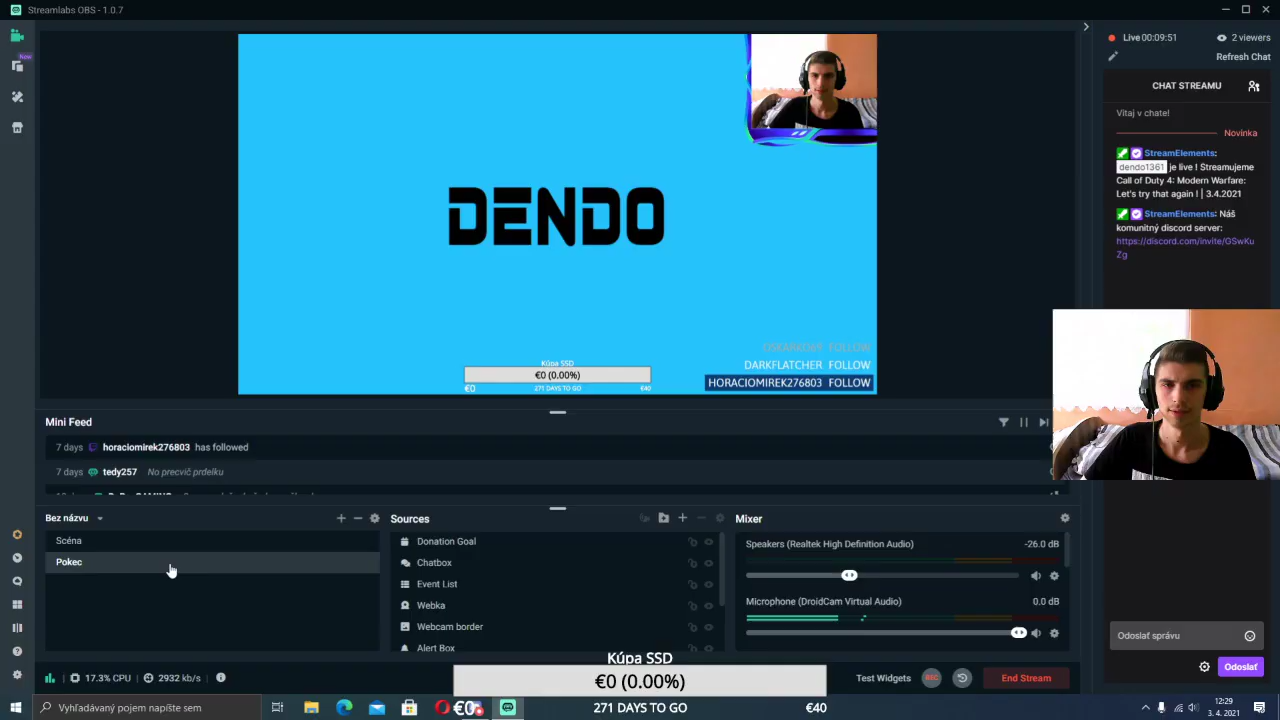 Streamlabs OBS - 1.0.7
New
Live 00:09:51
2 viewers
Refresh Chat
CHAT STREAMU
Vitaj v chate!
Novinka
StreamElements:
dendo1361 je live ! Streamujeme
Call of Duty 4: Modern Warfare:
Let's try that again ! | 3.4.2021
StreamElements: Náš
komunitný discord server:
https://discord.com/invite/GSwKu
Zg
DENDO
OSKARKO69 FOLLOW
DARKFLATCHER FOLLOW
HORACIOMIREK276803 FOLLOW
Kúpa SSD
€0 (0.00%)
€0
271 DAYS TO GO
€40
Mini Feed
7 days horaciomirek276803 has followed
7 days tedy257 No precvič prdelku
Bez názvu
Scéna
Pokec
Sources
Donation Goal
Chatbox
Event List
Webka
Webcam border
Alert Box
Mixer
Speakers (Realtek High Definition Audio)
-26.0 dB
Microphone (DroidCam Virtual Audio)
0.0 dB
Odoslať správu
Odoslať
17.3% CPU
2932 kb/s
Test Widgets
REC
End Stream
Kúpa SSD
€0 (0.00%)
€0
271 DAYS TO GO
€40
Vyhľadávaný pojem napíšte sem
12:29
3. 4. 2021